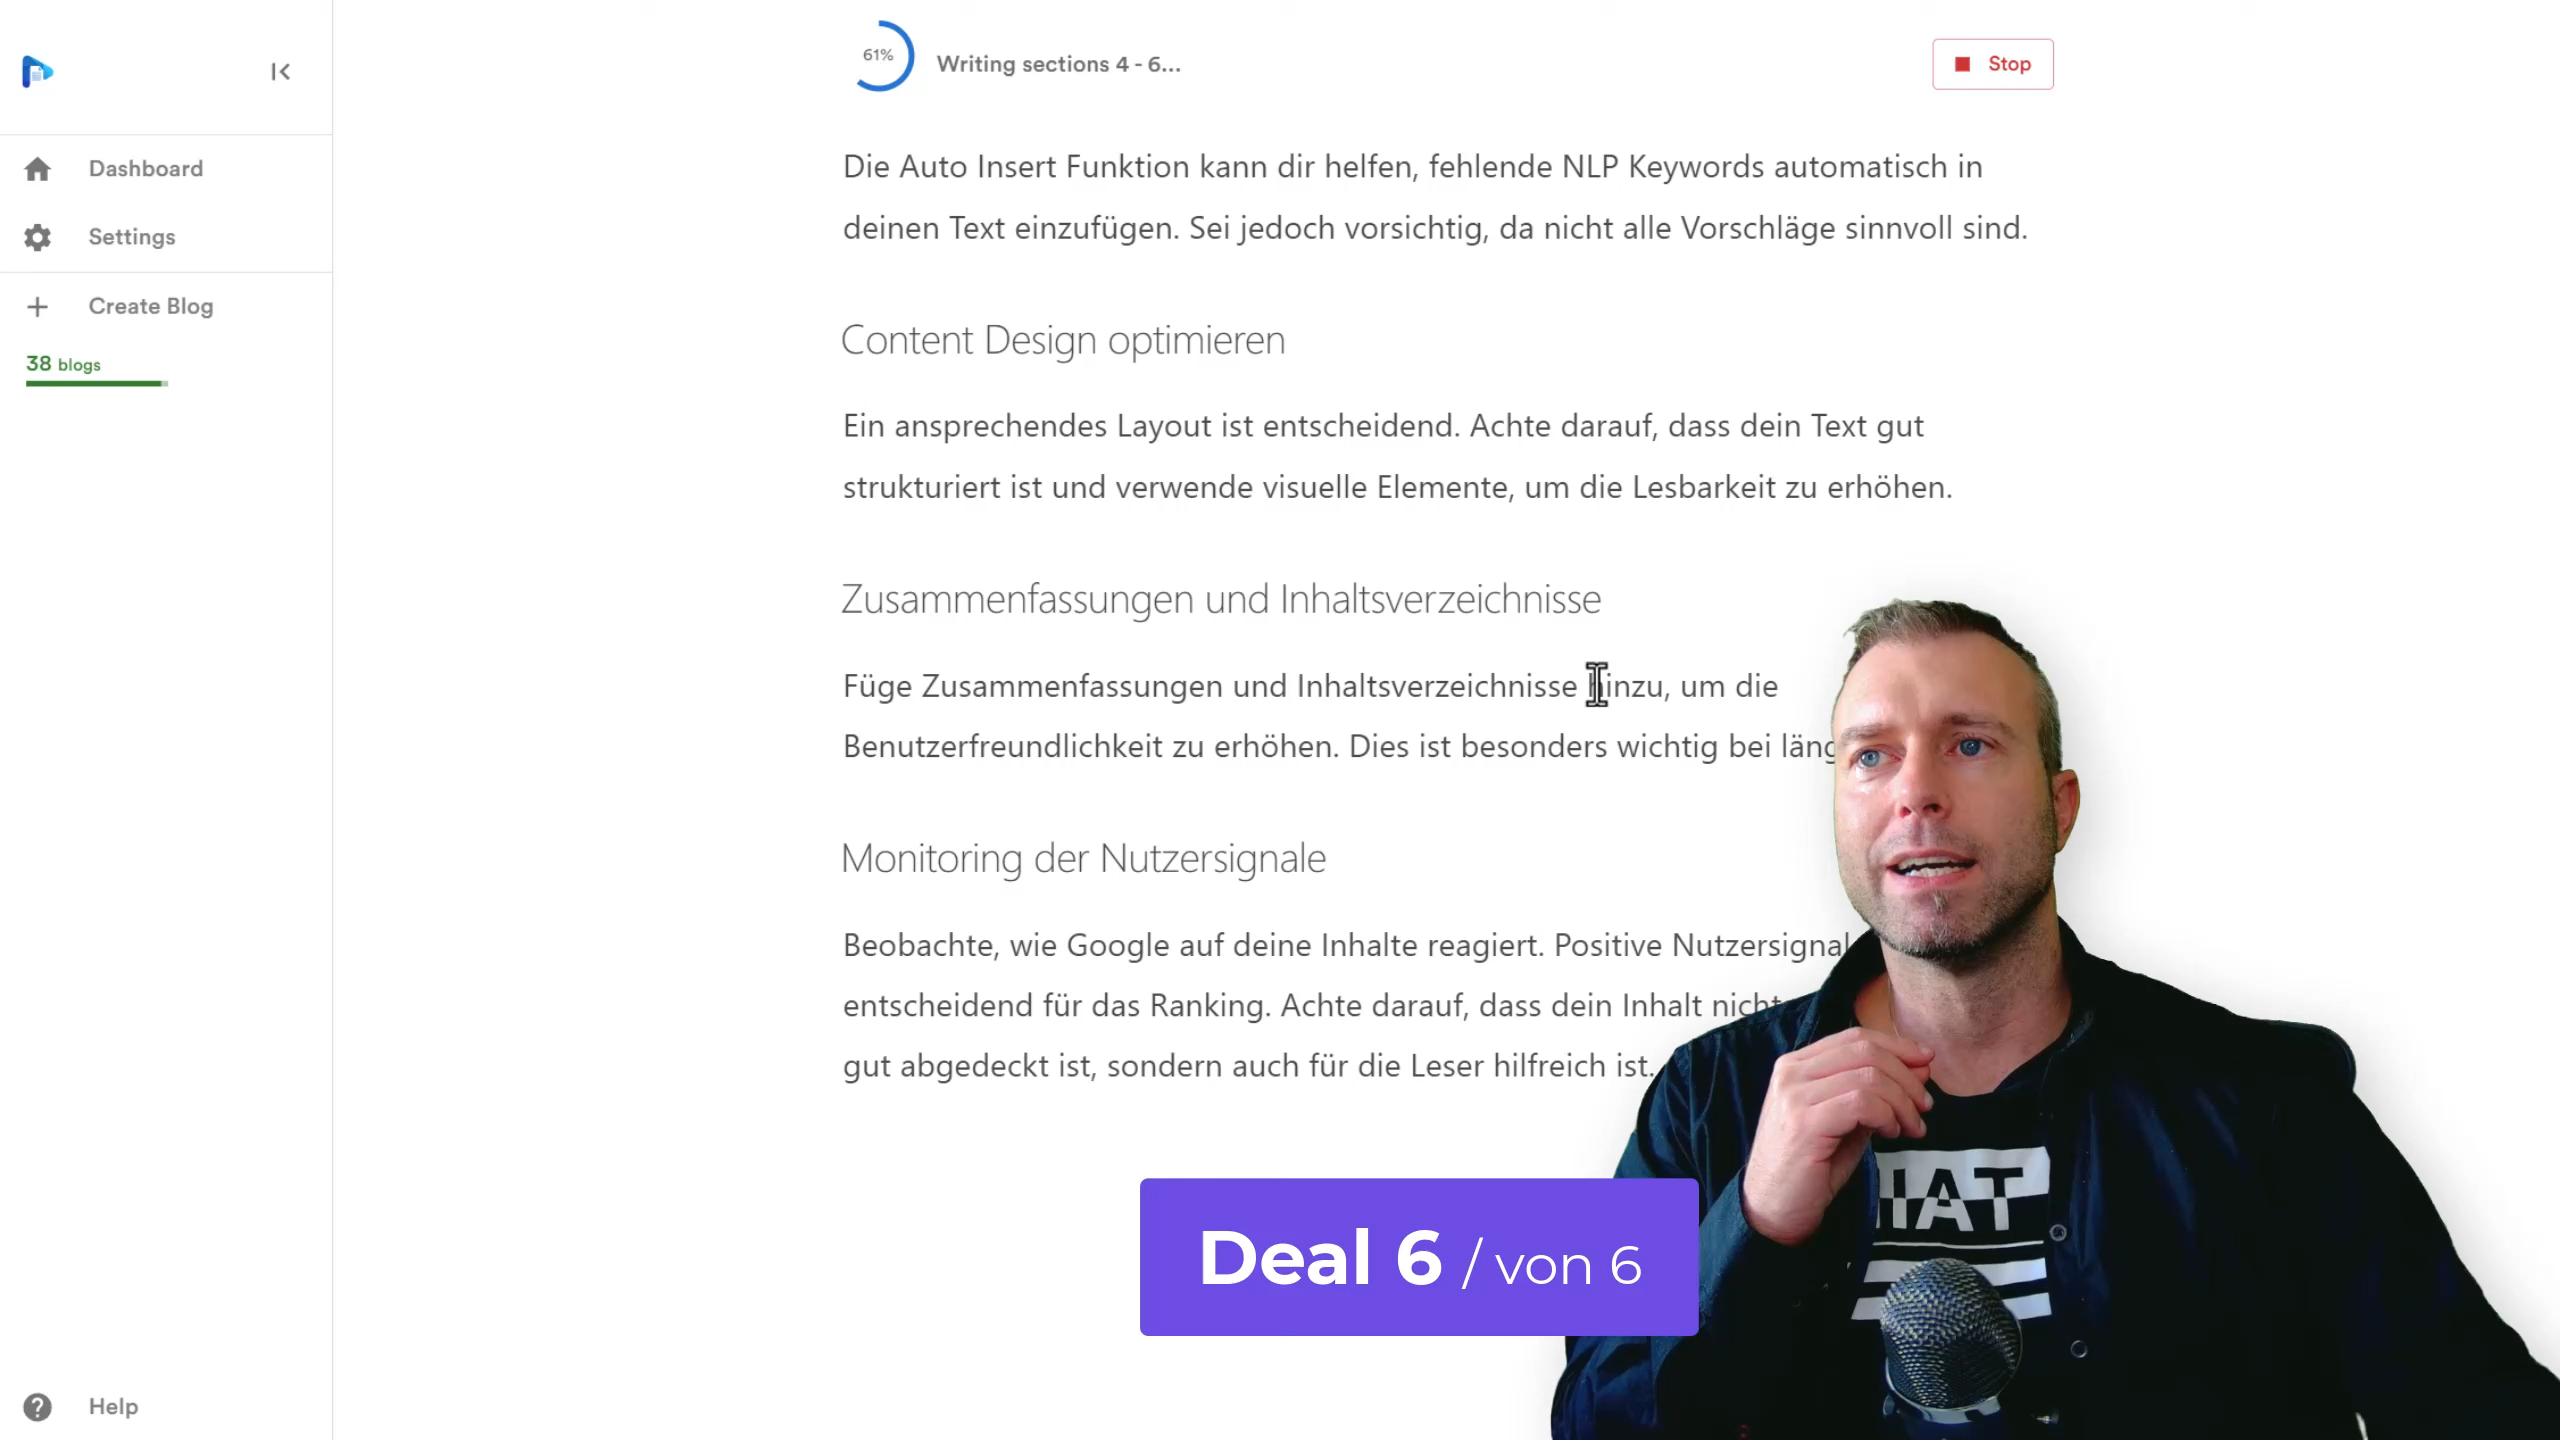 61%
Writing sections 4 - 6...
Stop
Dashboard
Settings
Create Blog
38 blogs
Help
Die Auto Insert Funktion kann dir helfen, fehlende NLP Keywords automatisch in
deinen Text einzufügen. Sei jedoch vorsichtig, da nicht alle Vorschläge sinnvoll sind.
Content Design optimieren
Ein ansprechendes Layout ist entscheidend. Achte darauf, dass dein Text gut
strukturiert ist und verwende visuelle Elemente, um die Lesbarkeit zu erhöhen.
Zusammenfassungen und Inhaltsverzeichnisse
Füge Zusammenfassungen und Inhaltsverzeichnisse hinzu, um die
Benutzerfreundlichkeit zu erhöhen. Dies ist besonders wichtig bei
Monitoring der Nutzersignale
Beobachte, wie Google auf deine Inhalte reagiert. Positive
entscheidend für das Ranking. Achte darauf, dass dein Inhalt
gut abgedeckt ist, sondern auch für die Leser hilfreich ist.
Deal 6 / von 6